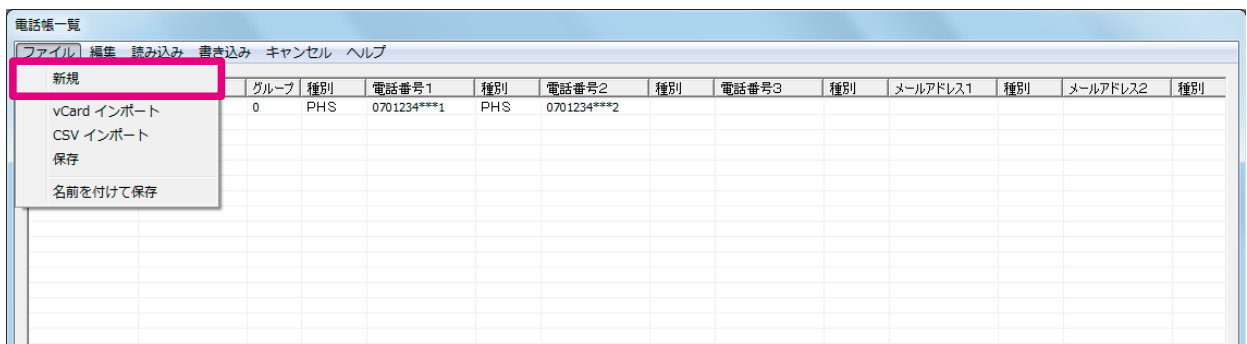 電話帳一覧
ファイル 編集 読み込み 書き込み キャンセル ヘルプ
新規
グループ 種別 電話番号1 種別 電話番号2 種別 電話番号3 種別 メールアドレス1 種別 メールアドレス2 種別
vCard インポート 0 PHS 0701234***1 PHS 0701234***2
CSV インポート
保存
名前を付けて保存